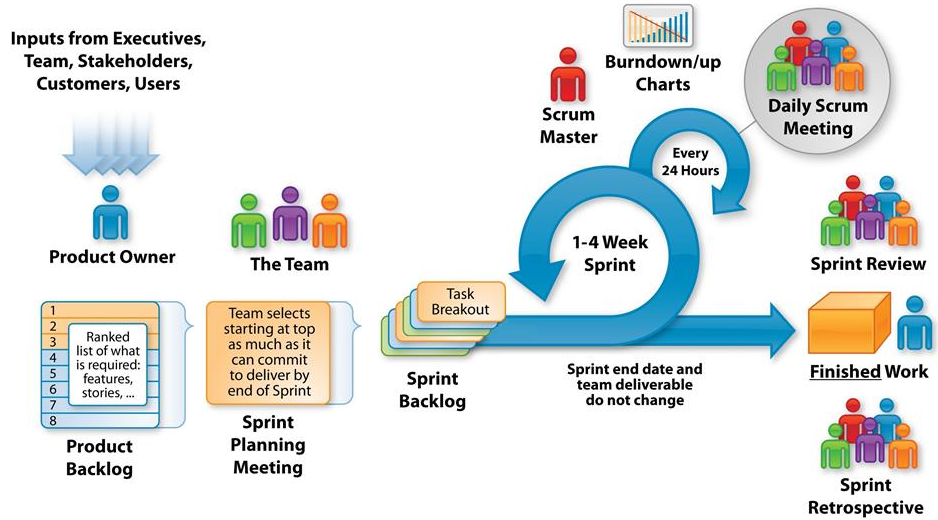 Inputs from Executives,
Team, Stakeholders,
Customers, Users
Product Owner
The Team
1
2
3
4
5
6
7
8
Ranked
list of what
is required:
features,
stories, ...
Product
Backlog
Team selects
starting at top
as much as it
can commit
to deliver by
end of Sprint
Sprint
Planning
Meeting
Task
Breakout
Sprint
Backlog
Scrum
Master
Burndown/up
Charts
Daily Scrum
Meeting
Every
24 Hours
1-4 Week
Sprint
Sprint end date and
team deliverable
do not change
Sprint Review
Finished Work
Sprint
Retrospective